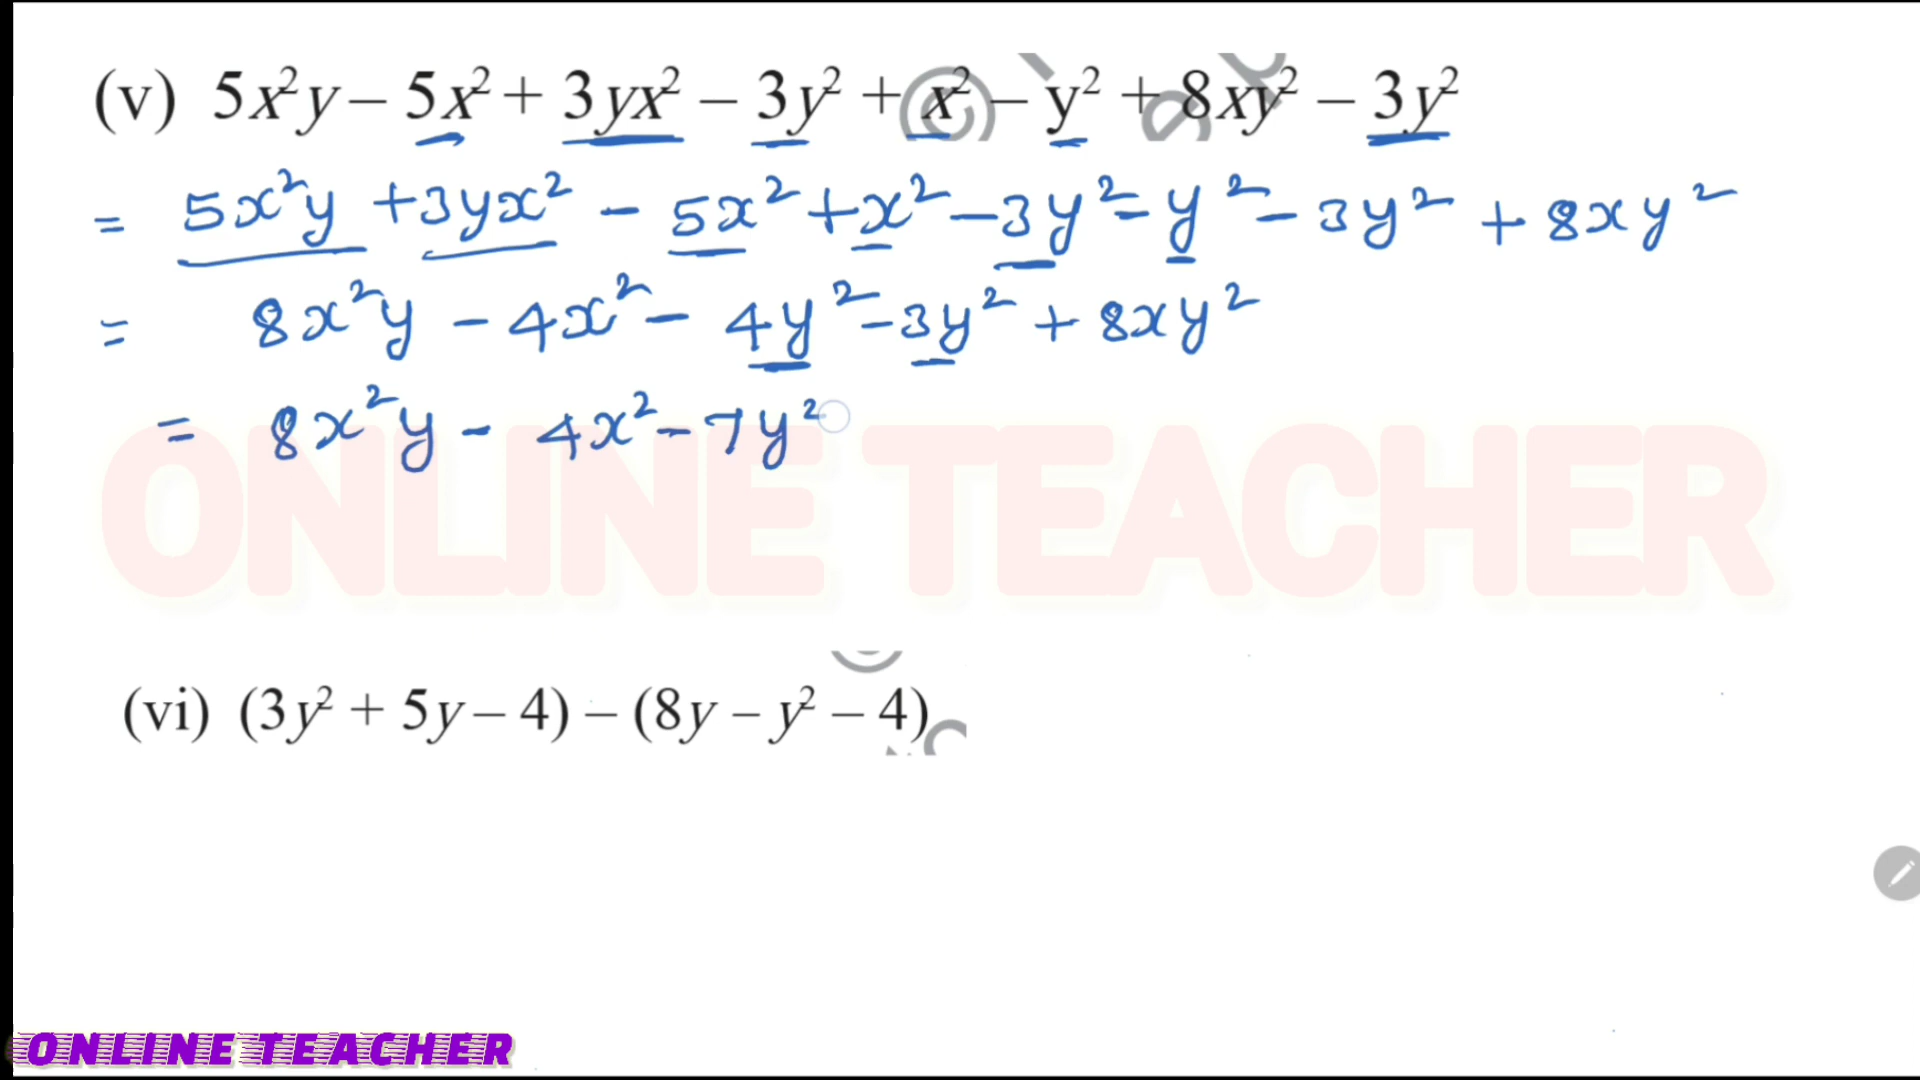 (v) 5x²y – 5x² + 3yx² – 3y² + x² – y² + 8xy² – 3y²
= 5x²y + 3yx² - 5x² + x² - 3y² - y² - 3y² + 8xy²
= 8x²y - 4x² - 4y² - 3y² + 8xy²
= 8x²y - 4x² - 7y²
ONLINE TEACHER
(vi) (3y² + 5y – 4) – (8y – y² – 4)
ONLINE TEACHER